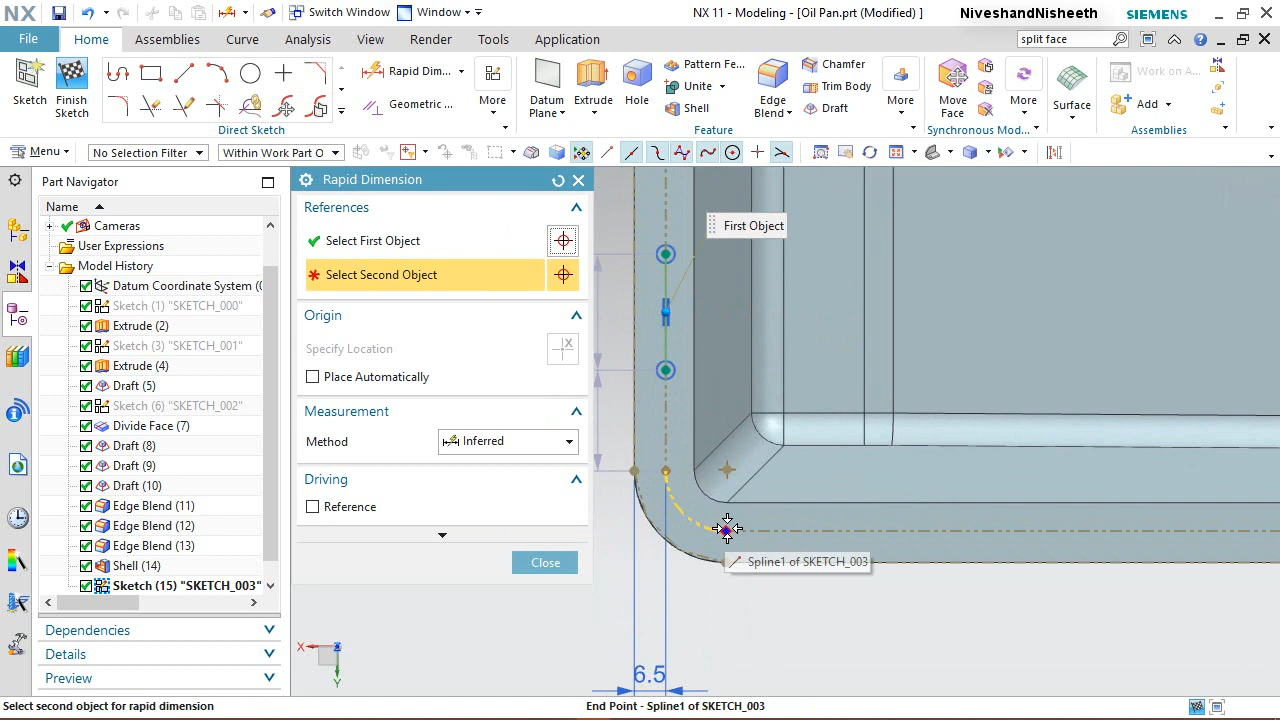 NX
Switch Window
Window
NX 11 - Modeling - [Oil Pan.prt (Modified) ]
NiveshandNisheeth
SIEMENS
File
Home
Assemblies
Curve
Analysis
View
Render
Tools
Application
split face
Sketch
Finish Sketch
Rapid Dim...
Geometric ...
More
Direct Sketch
Datum Plane
Extrude
Hole
Pattern Fe...
Unite
Shell
Edge Blend
Chamfer
Trim Body
Draft
More
Feature
Move Face
More
Synchronous Mod...
Surface
Work on A...
Add
Assemblies
Menu
No Selection Filter
Within Work Part O
Part Navigator
Name
Cameras
User Expressions
Model History
Datum Coordinate System (
Sketch (1) "SKETCH_000"
Extrude (2)
Sketch (3) "SKETCH_001"
Extrude (4)
Draft (5)
Sketch (6) "SKETCH_002"
Divide Face (7)
Draft (8)
Draft (9)
Draft (10)
Edge Blend (11)
Edge Blend (12)
Edge Blend (13)
Shell (14)
Sketch (15) "SKETCH_003"
Dependencies
Details
Preview
Rapid Dimension
References
Select First Object
Select Second Object
Origin
Specify Location
Place Automatically
Measurement
Method
Inferred
Driving
Reference
Close
First Object
Spline1 of SKETCH_003
6.5
X
Z
Y
Select second object for rapid dimension
End Point - Spline1 of SKETCH_003